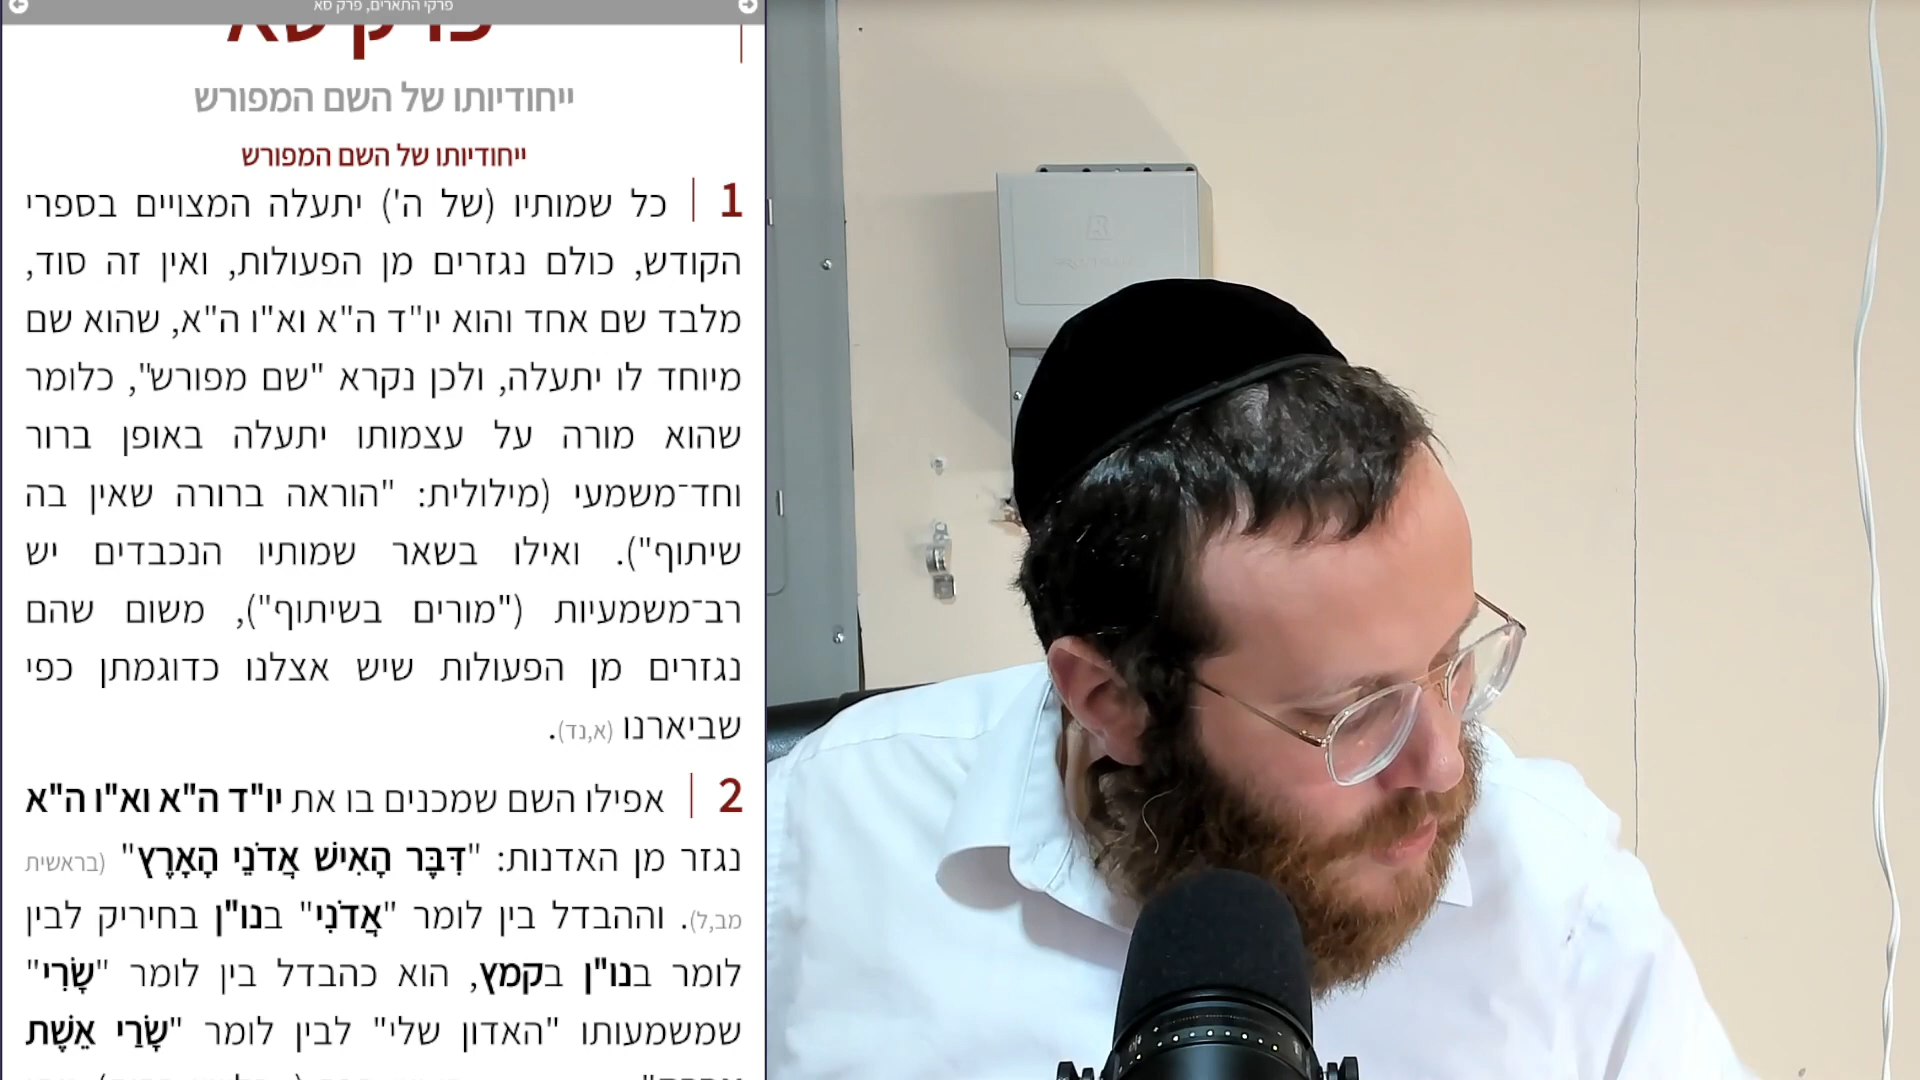 פרקי התארים, פרק סא
פרק סא
ייחודיותו של השם המפורש
ייחודיותו של השם המפורש
1 | כל שמותיו (של ה') יתעלה המצויים בספרי
הקודש, כולם נגזרים מן הפעולות, ואין זה סוד,
מלבד שם אחד והוא יו"ד ה"א וא"ו ה"א, שהוא שם
מיוחד לו יתעלה, ולכן נקרא "שם מפורש", כלומר
שהוא מורה על עצמותו יתעלה באופן ברור
וחד־משמעי (מילולית: "הוראה ברורה שאין בה
שיתוף"). ואילו בשאר שמותיו הנכבדים יש
רב־משמעיות ("מורים בשיתוף"), משום שהם
נגזרים מן הפעולות שיש אצלנו כדוגמתן כפי
שביארנו (א,נד).
2 | אפילו השם שמכנים בו את יו"ד ה"א וא"ו ה"א
נגזר מן האדנות: "דִּבֶּר הָאִישׁ אֲדֹנֵי הָאָרֶץ" (בראשית
מב,ל). וההבדל בין לומר "אֲדֹנִי" בנו"ן בחיריק לבין
לומר בנו"ן בקמץ, הוא כהבדל בין לומר "שָׂרִי"
שמשמעותו "האדון שלי" לבין לומר "שָׂרַי אֵשֶׁת